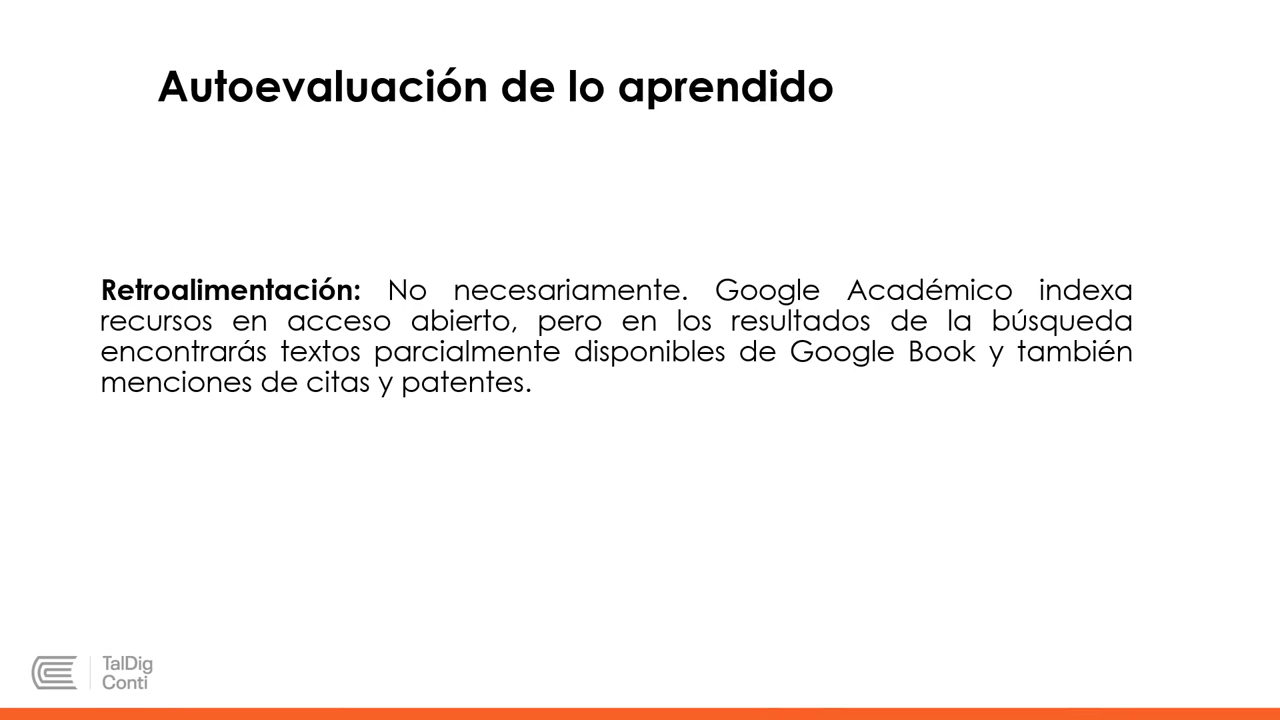 Autoevaluación de lo aprendido
Retroalimentación: No necesariamente. Google Académico indexa
recursos en acceso abierto, pero en los resultados de la búsqueda
encontrarás textos parcialmente disponibles de Google Book y también
menciones de citas y patentes.
TalDig
Conti